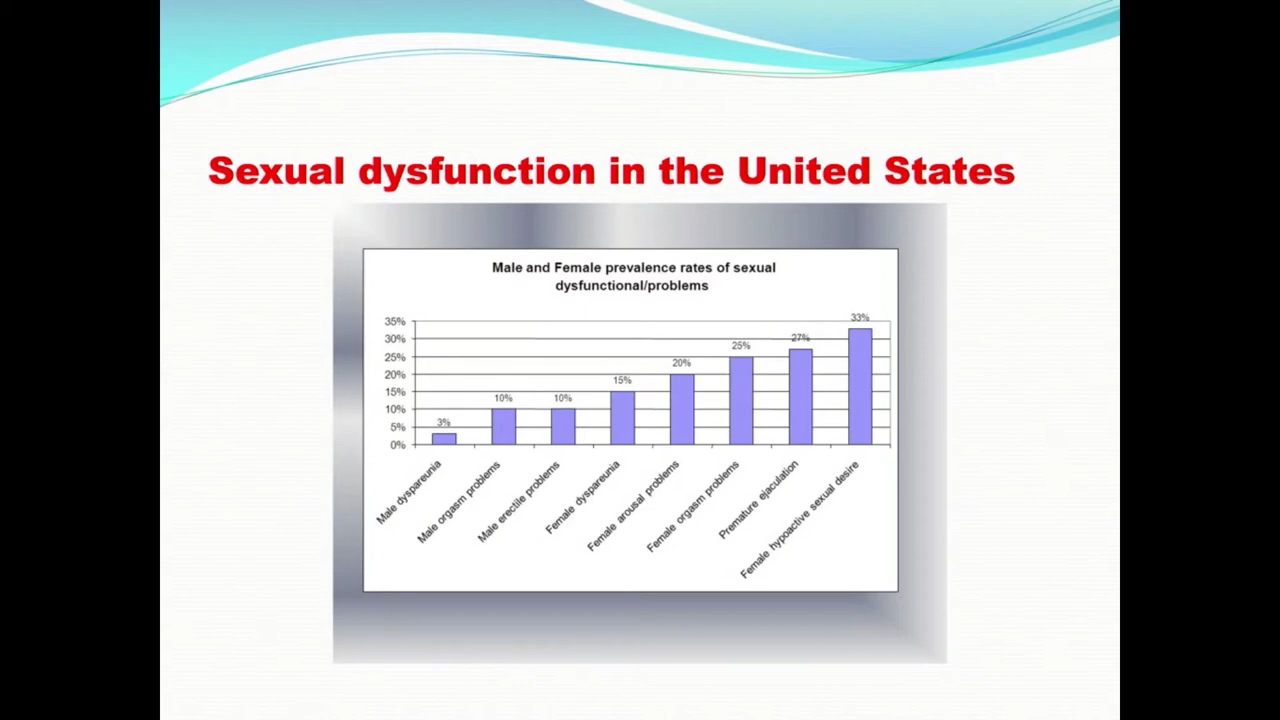 Sexual dysfunction in the United States
Male and Female prevalence rates of sexual
dysfunctional/problems
35%
30%
25%
20%
15%
10%
5%
0%
3%
10%
10%
15%
20%
25%
27%
33%
Male dyspareunia
Male orgasm problems
Male erectile problems
Female dyspareunia
Female arousal problems
Female orgasm problems
Premature ejaculation
Female hypoactive sexual desire